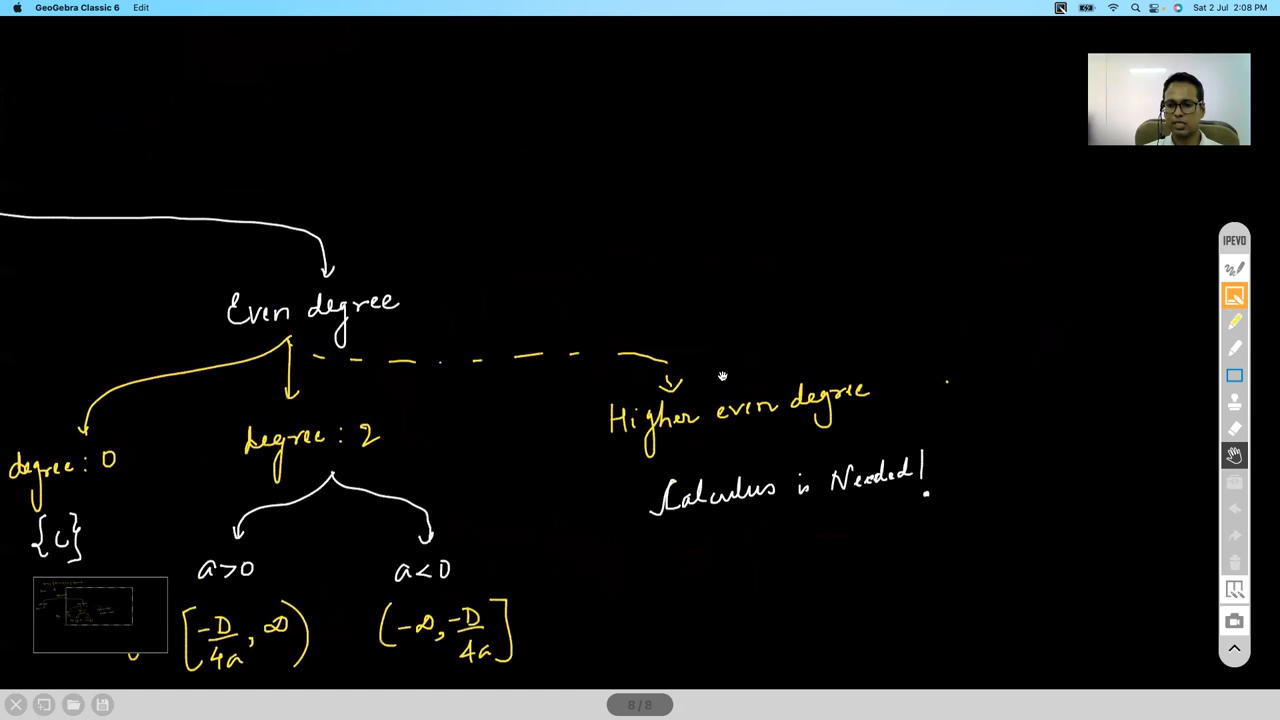 GeoGebra Classic 6 Edit
Sat 2 Jul 2:08 PM
IPEVO
Even degree
Higher even degree
degree: 2
degree: 0
Calculus is Needed!
{c}
a>0
a<0
[-D/4a, ∞)
(-∞, -D/4a]
8 / 8